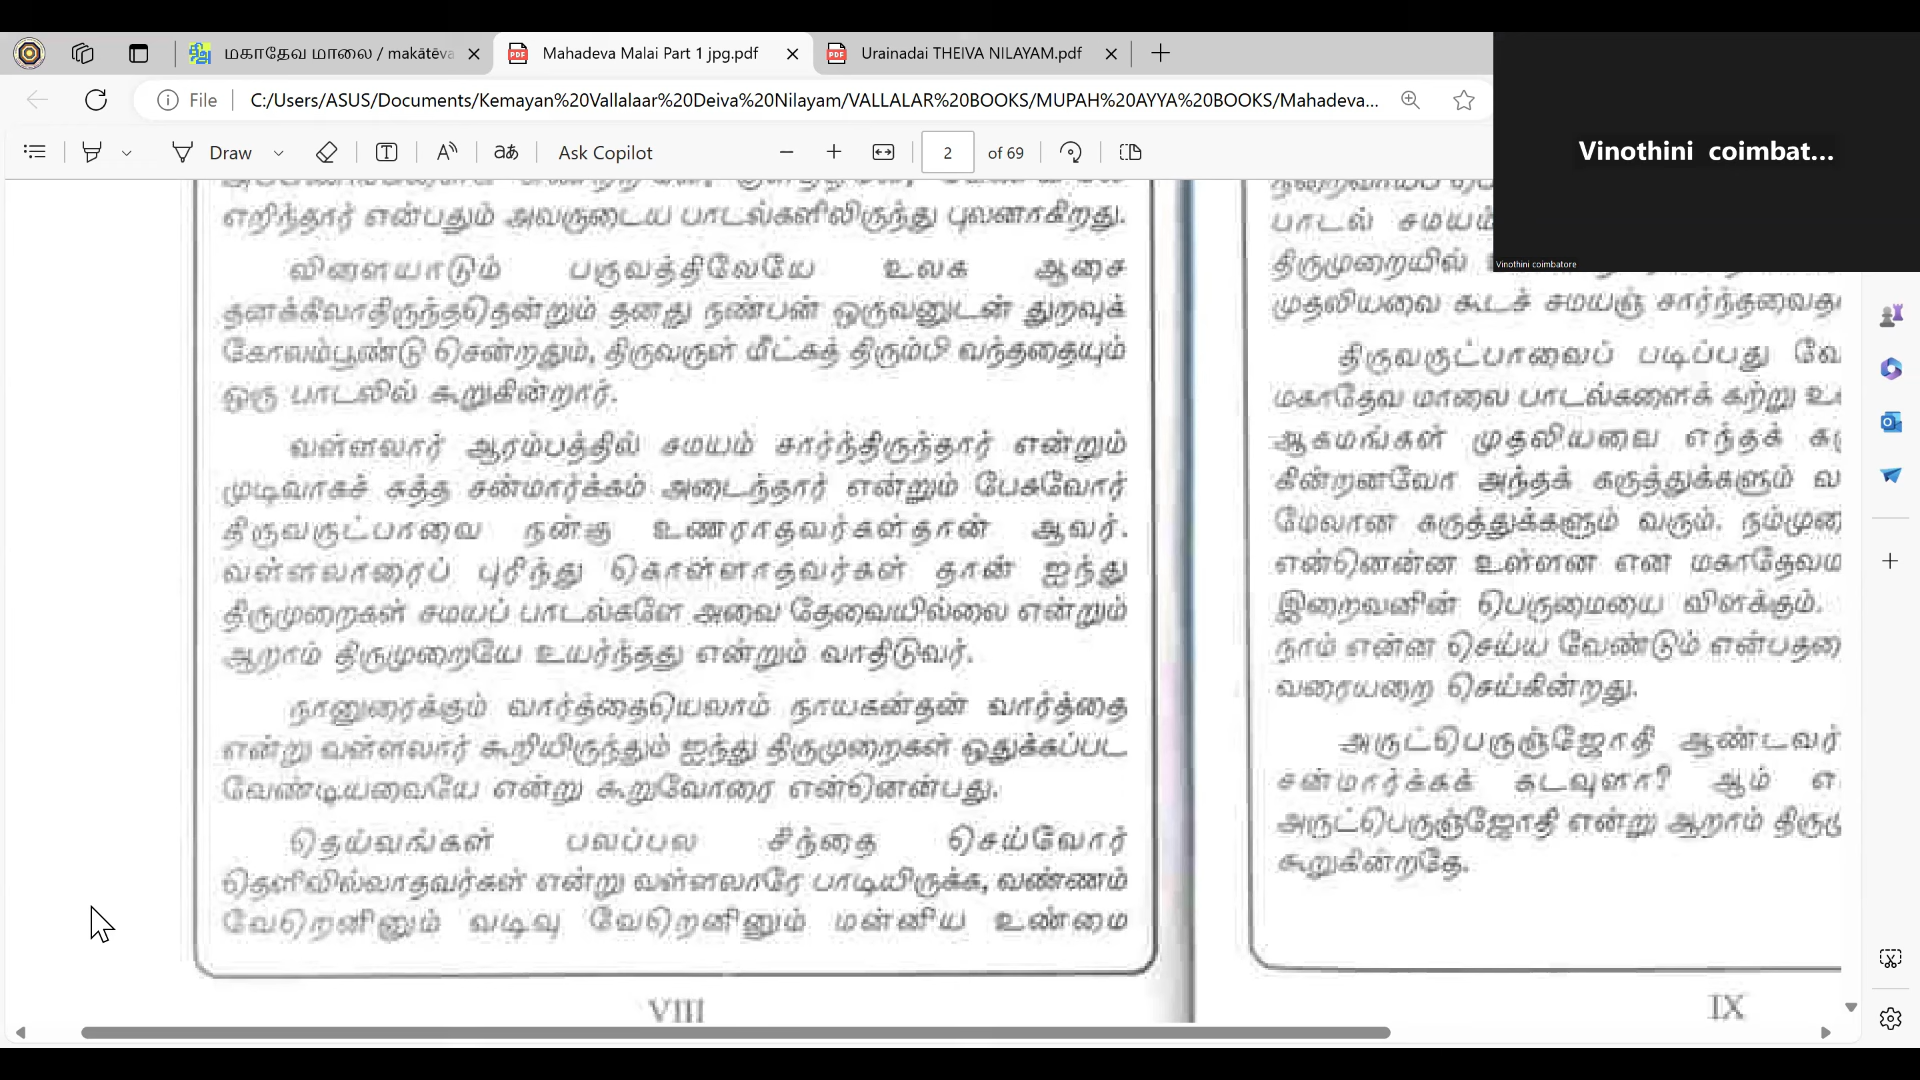 மகாதேவ மாலை / makātēva
Mahadeva Malai Part 1 jpg.pdf
Urainadai THEIVA NILAYAM.pdf
File
C:/Users/ASUS/Documents/Kemayan%20Vallalaar%20Deiva%20Nilayam/VALLALAR%20BOOKS/MUPAH%20AYYA%20BOOKS/Mahadeva...
Draw
Ask Copilot
2 of 69
Vinothini coimbat...
Vinothini coimbatore
எறிந்தார் என்பதும் அவருடைய பாடல்களிலிருந்து புலனாகிறது.
விளையாடும் பருவத்திலேயே உலக ஆசை
தனக்கிலாதிருந்ததென்றும் தனது நண்பன் ஒருவனுடன் துறவுக்
கோலம்பூண்டு சென்றதும், திருவருள் மீட்கத் திரும்பி வந்ததையும்
ஒரு பாடலில் கூறுகின்றார்.
வள்ளலார் ஆரம்பத்தில் சமயம் சார்ந்திருந்தார் என்றும்
முடிவாகச் சுத்த சன்மார்க்கம் அடைந்தார் என்றும் பேசுவோர்
திருவருட்பாவை நன்கு உணராதவர்கள்தான் ஆவர்.
வள்ளலாரைப் புரிந்து கொள்ளாதவர்கள் தான் ஐந்து
திருமுறைகள் சமயப் பாடல்களே அவை தேவையில்லை என்றும்
ஆறாம் திருமுறையே உயர்ந்தது என்றும் வாதிடுவர்.
நானுரைக்கும் வார்த்தையெலாம் நாயகன்தன் வார்த்தை
என்று வள்ளலார் கூறியிருந்தும் ஐந்து திருமுறைகள் ஒதுக்கப்பட
வேண்டியவையே என்று கூறுவோரை என்னென்பது.
தெய்வங்கள் பலப்பல சிந்தை செய்வோர்
தெளிவில்லாதவர்கள் என்று வள்ளலாரே பாடியிருக்க, வண்ணம்
வேறெனினும் வடிவு வேறெனினும் மன்னிய உண்மை
VIII
பாடல் சமயம்
திருமுறையில்
முதலியவை கூடச் சமயஞ் சார்ந்தவைதா
திருவருட்பாவைப் படிப்பது வே
மகாதேவ மாலை பாடல்களைக் கற்று உ
ஆகமங்கள் முதலியவை எந்தக் க
கின்றனவோ அந்தக் கருத்துக்களும் வ
மேலான கருத்துக்களும் வரும். நம்முள்
என்னென்ன உள்ளன என மகாதேவம
இறைவனின் பெருமையை விளக்கும்.
நாம் என்ன செய்ய வேண்டும் என்பதை
வரையறை செய்கின்றது.
அருட்பெருஞ்ஜோதி ஆண்டவர்
சன்மார்க்கக் கடவுளா? ஆம் எ
அருட்பெருஞ்ஜோதி என்று ஆறாம் திரு
கூறுகின்றதே.
IX